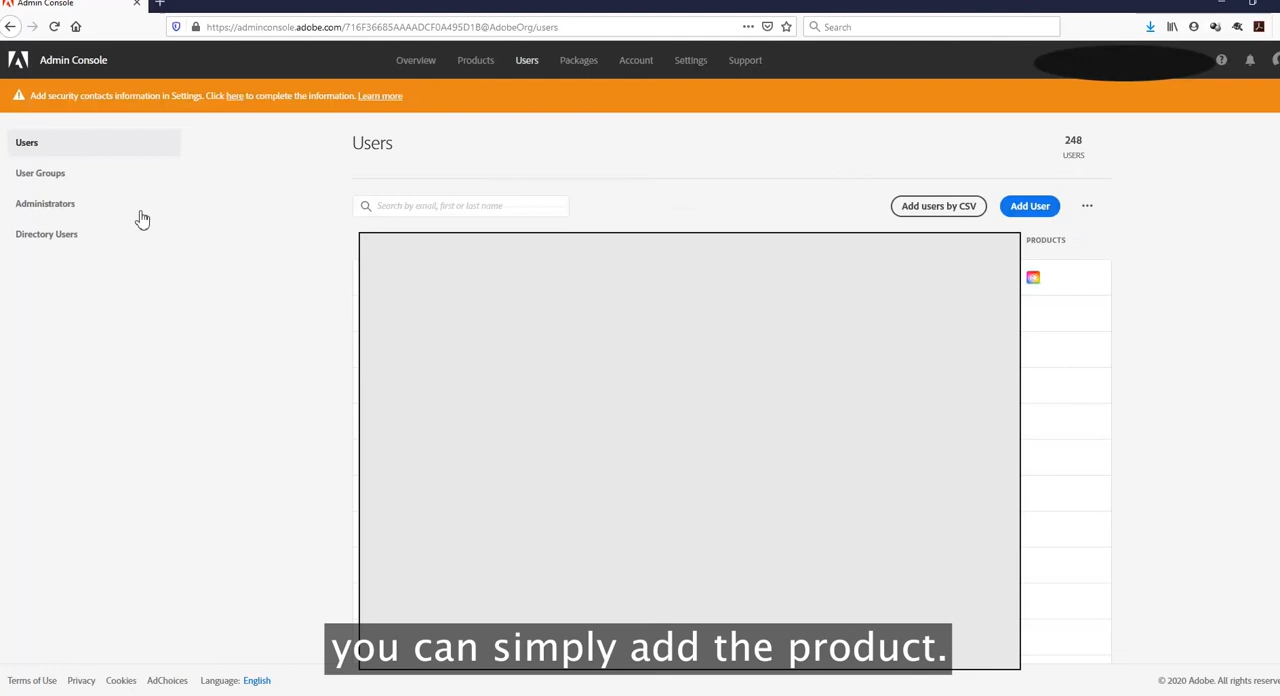 Admin Console
https://adminconsole.adobe.com/716F36685AAAADCF0A495D1B@AdobeOrg/users
Search
Admin Console
Overview
Products
Users
Packages
Account
Settings
Support
Add security contacts information in Settings. Click here to complete the information. Learn more
Users
User Groups
Administrators
Directory Users
Users
248
USERS
Search by email, first or last name
Add users by CSV
Add User
PRODUCTS
you can simply add the product.
Terms of Use
Privacy
Cookies
AdChoices
Language: English
© 2020 Adobe. All rights reserve